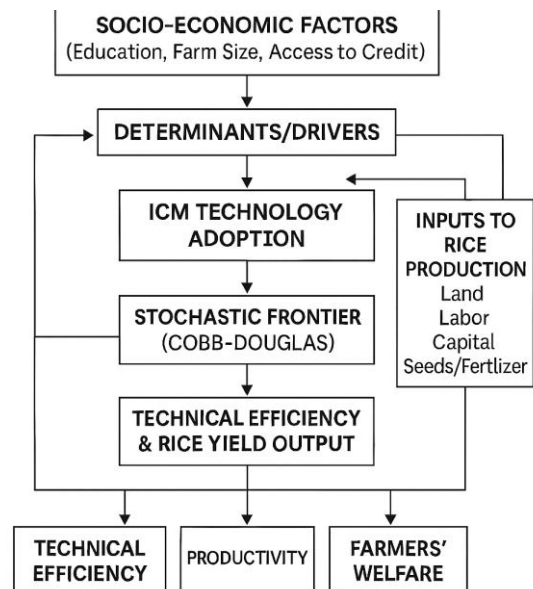 SOCIO-ECONOMIC FACTORS
(Education, Farm Size, Access to Credit)
DETERMINANTS/DRIVERS
ICM TECHNOLOGY
ADOPTION
INPUTS TO
RICE
PRODUCTION
Land
Labor
Capital
Seeds/Fertlizer
STOCHASTIC FRONTIER
(COBB-DOUGLAS)
TECHNICAL EFFICIENCY
& RICE YIELD OUTPUT
TECHNICAL
EFFICIENCY
PRODUCTIVITY
FARMERS'
WELFARE